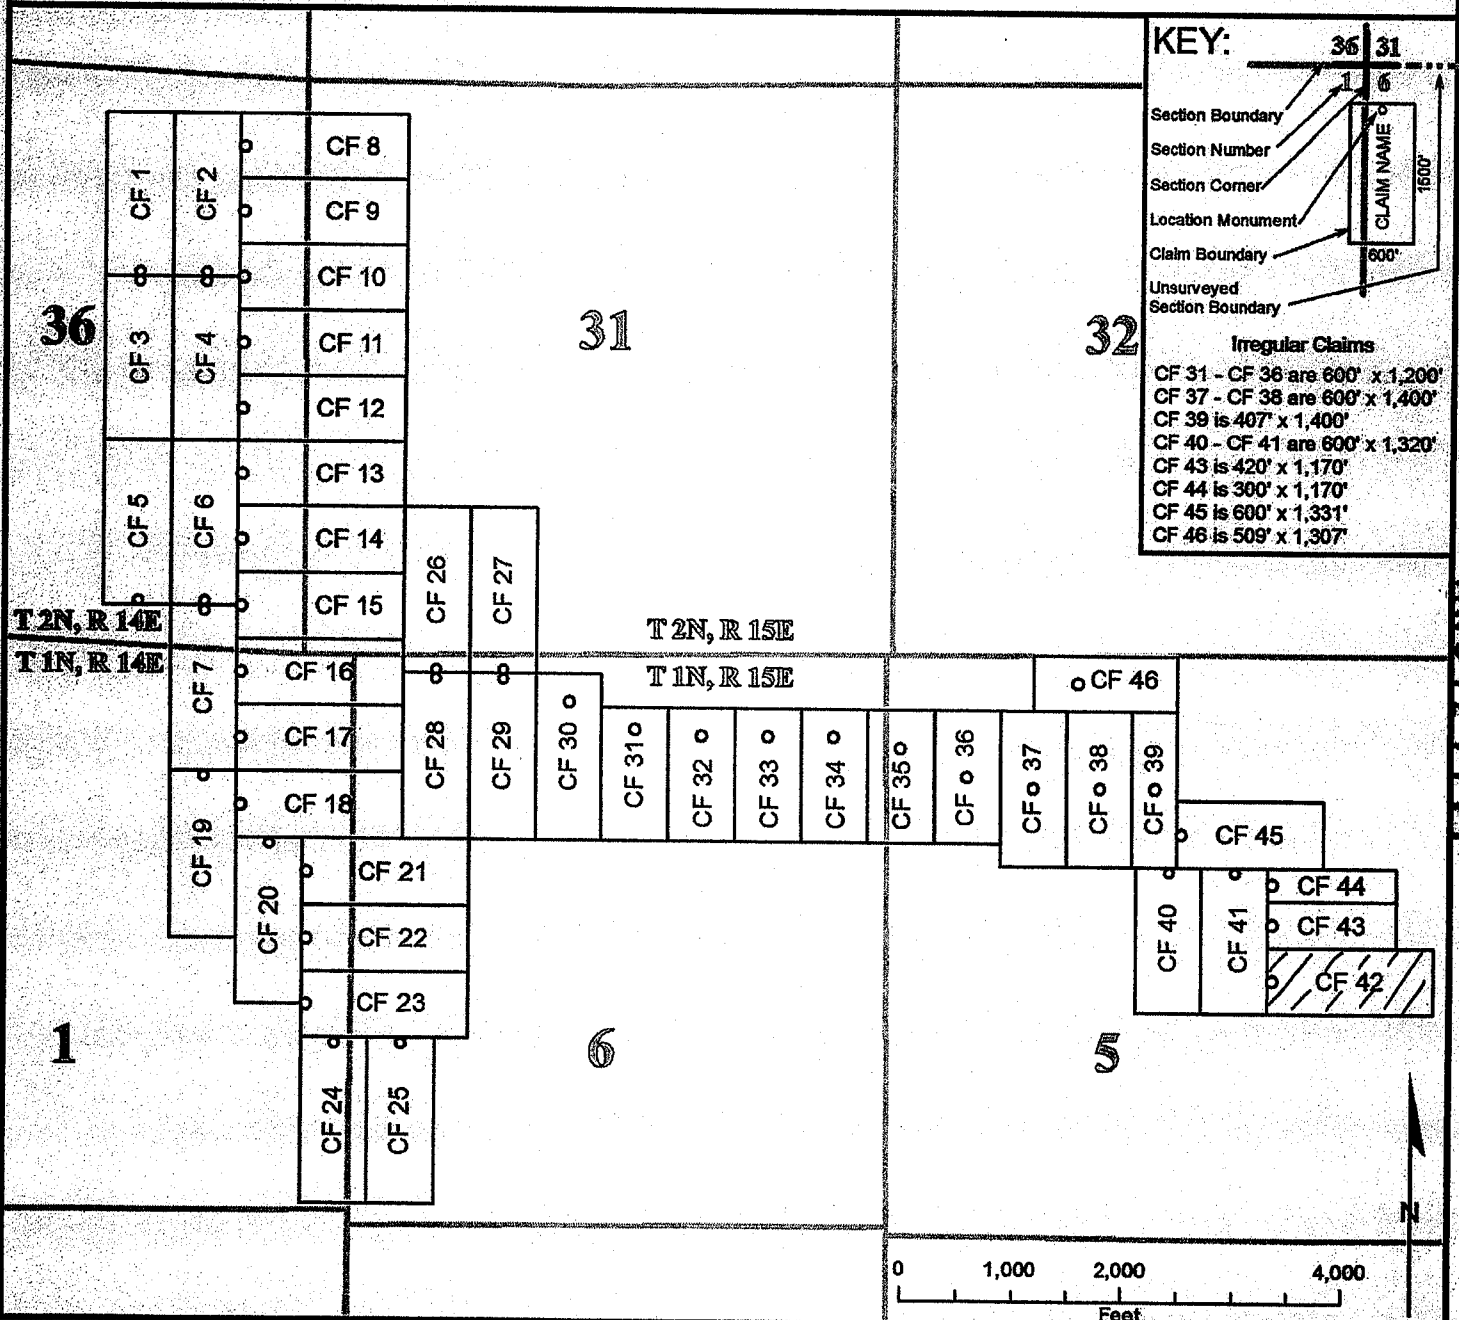 KEY:
36 31
1 6
Section Boundary
Section Number
Section Corner
Location Monument
Claim Boundary
Unsurveyed
Section Boundary
CLAIM NAME
1500'
600'
Irregular Claims
CF 31 - CF 36 are 600' x 1,200'
CF 37 - CF 38 are 600' x 1,400'
CF 39 is 407' x 1,400'
CF 40 - CF 41 are 600' x 1,320'
CF 43 is 420' x 1,170'
CF 44 is 300' x 1,170'
CF 45 is 600' x 1,331'
CF 46 is 509' x 1,307'
CF 1
CF 2
CF 8
CF 9
CF 10
36
31
32
CF 3
CF 4
CF 11
CF 12
CF 13
CF 5
CF 6
CF 14
CF 15
CF 26
CF 27
T 2N, R 14E
T 2N, R 15E
T 1N, R 14E
T 1N, R 15E
CF 7
CF 16
CF 17
CF 18
CF 28
CF 29
CF 30
CF 31
CF 32
CF 33
CF 34
CF 35
CF 36
CF 37
CF 38
CF 39
CF 46
CF 45
CF 19
CF 20
CF 21
CF 22
CF 23
CF 40
CF 41
CF 44
CF 43
CF 42
1
6
5
CF 24
CF 25
N
0 1,000 2,000 4,000
Feet